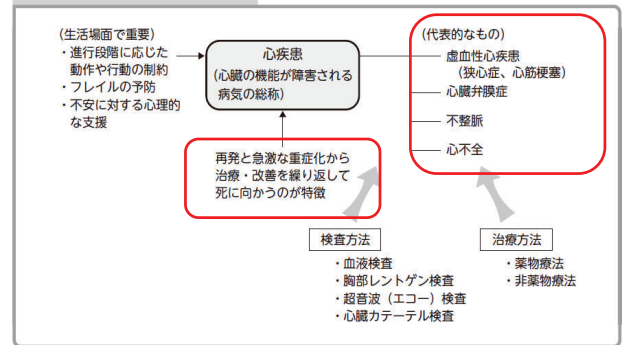 （生活場面で重要）
・進行段階に応じた
動作や行動の制約
・フレイルの予防
・不安に対する心理的
な支援
心疾患
（心臓の機能が障害される
病気の総称）
（代表的なもの）
虚血性心疾患
（狭心症、心筋梗塞）
心臓弁膜症
不整脈
心不全
再発と急激な重症化から
治療・改善を繰り返して
死に向かうのが特徴
検査方法
・血液検査
・胸部レントゲン検査
・超音波（エコー）検査
・心臓カテーテル検査
治療方法
・薬物療法
・非薬物療法